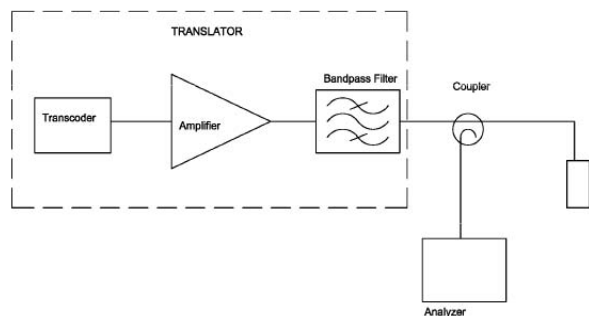 TRANSLATOR
Bandpass Filter
Coupler
Transcoder
Amplifier
Analyzer